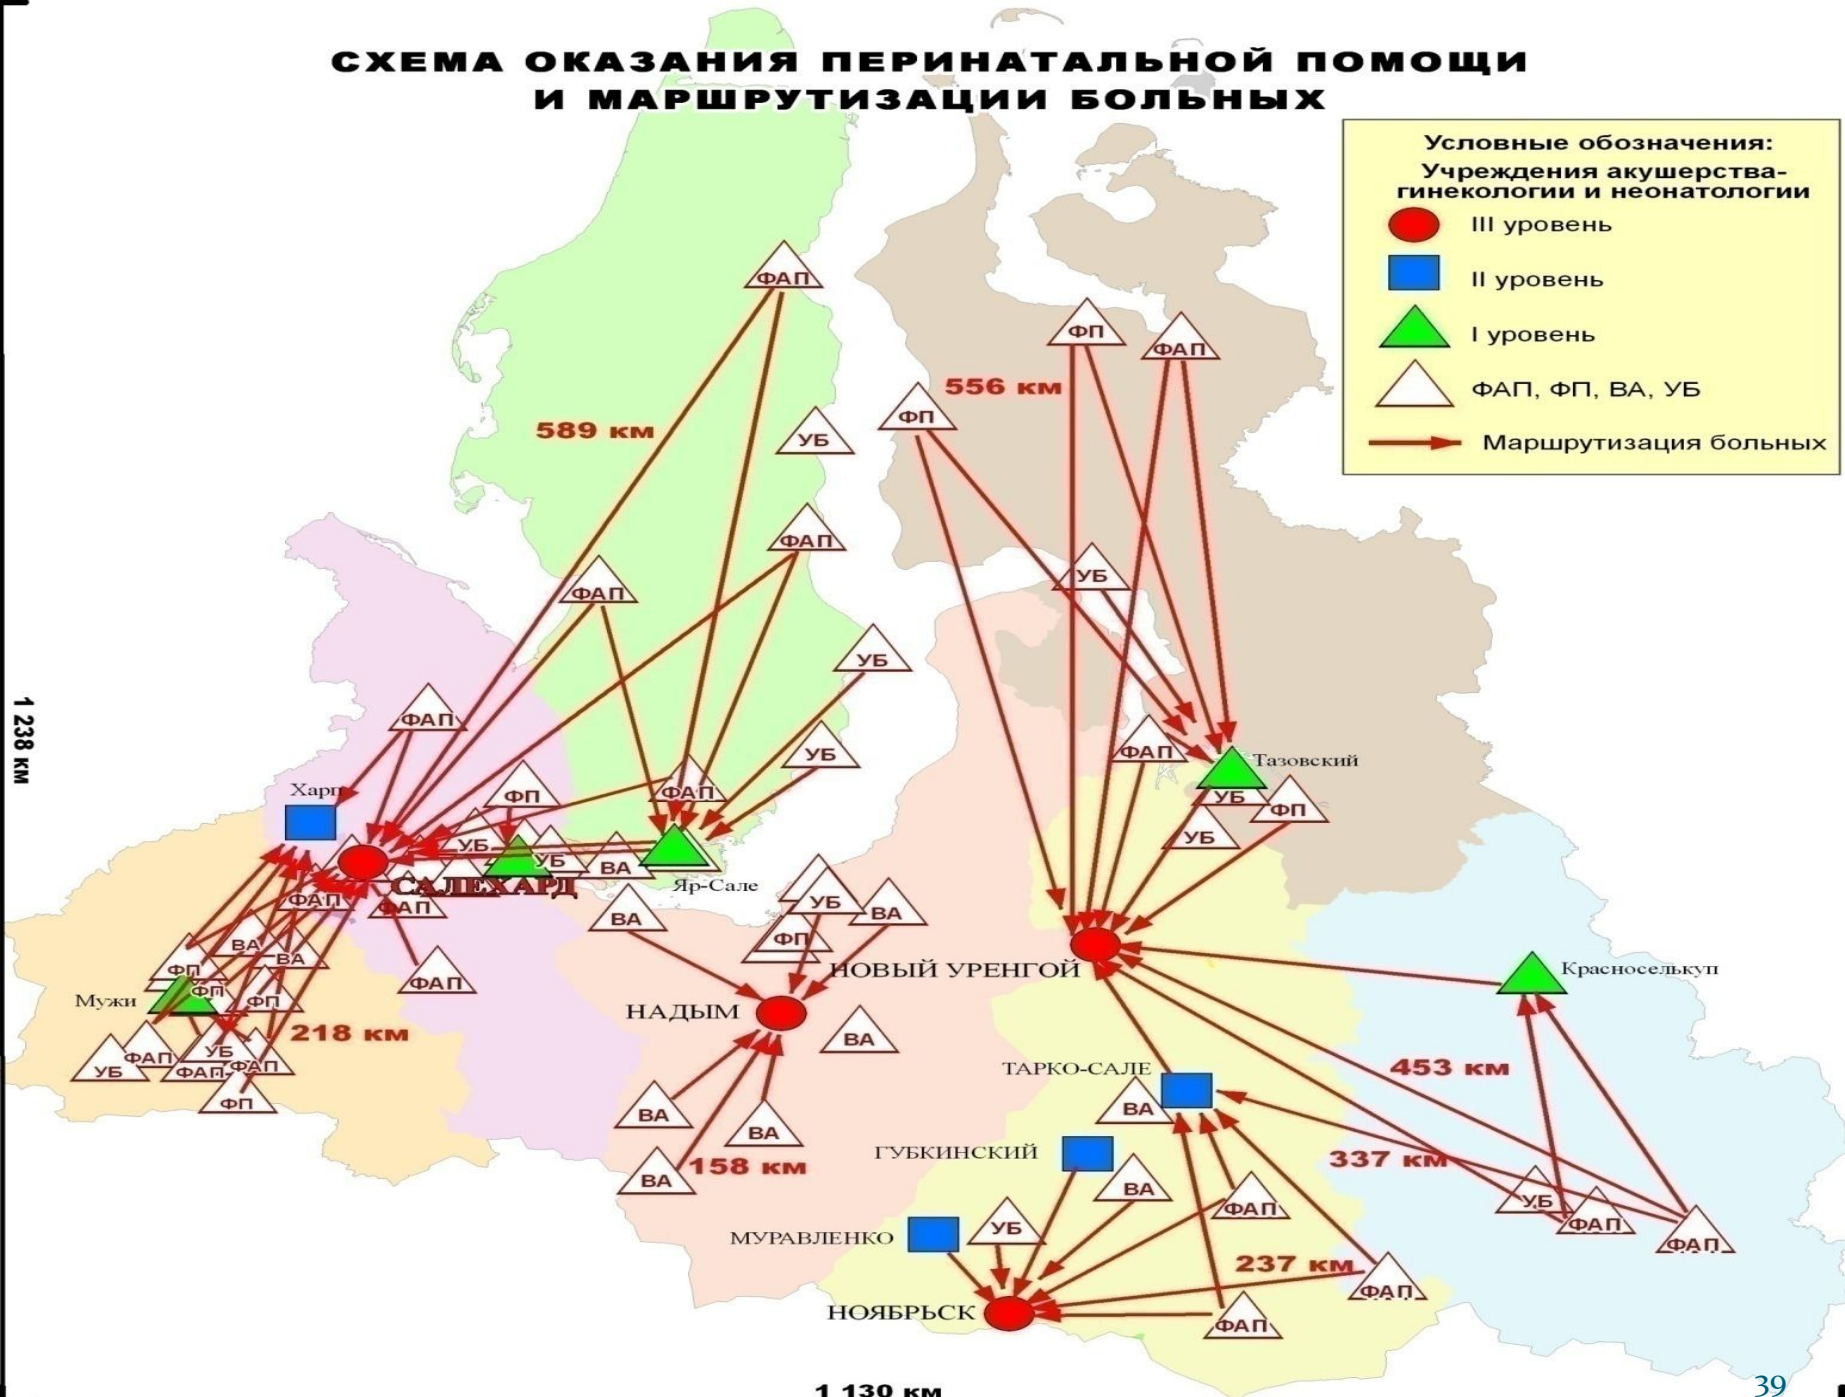 СХЕМА ОКАЗАНИЯ ПЕРИНАТАЛЬНОЙ ПОМОЩИ
И МАРШРУТИЗАЦИИ БОЛЬНЫХ
Условные обозначения:
Учреждения акушерства-
гинекологии и неонатологии
III уровень
II уровень
I уровень
ФАП, ФП, ВА, УБ
Маршрутизация больных
ФАП
ФП
ФАП
556 км
ФП
589 км
УБ
ФАП
УБ
ФАП
УБ
ФАП
УБ
ФАП
1 238 км
Тазовский
Харп
ФАП
ФП
УБ
ФП
УБ
УБ
УБ
ВА
САЛЕХАРД
Яр-Сале
ФАП
ФАП
УБ
ВА
ВА
ФП
ВА
ВА
НОВЫЙ УРЕНГОЙ
Красноселькуп
ФП
ФАП
ФП
ФП
Мужи
НАДЫМ
218 км
ВА
УБ
ФАП
УБ
ФАП
ФАП
ФП
ТАРКО-САЛЕ
453 км
ВА
ВА
ВА
ГУБКИНСКИЙ
337 км
158 км
ВА
ВА
УБ
ФАП
ФАП
ФАП
МУРАВЛЕНКО
УБ
237 км
ФАП
НОЯБРЬСК
ФАП
1 130 км
39